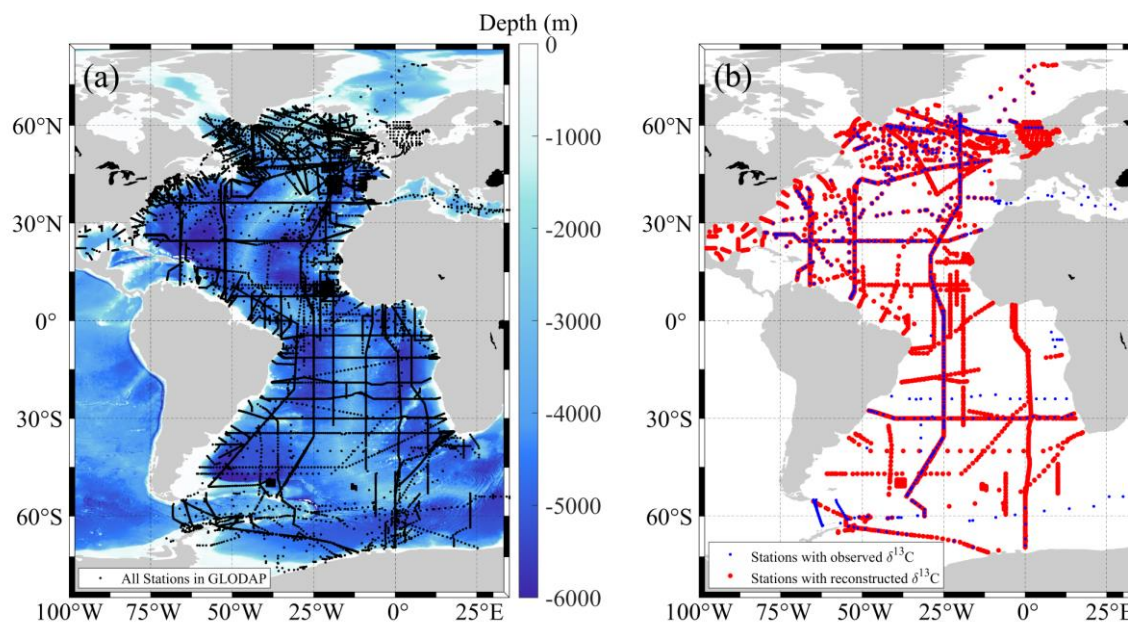 Depth (m)
(a)
(b)
0
-1000
-2000
-3000
-4000
-5000
-6000
60°N
30°N
0°
30°S
60°S
All Stations in GLODAP
100°W
75°W
50°W
25°W
0°
25°E
60°N
30°N
0°
30°S
60°S
Stations with observed δ¹³C
Stations with reconstructed δ¹³C
100°W
75°W
50°W
25°W
0°
25°E